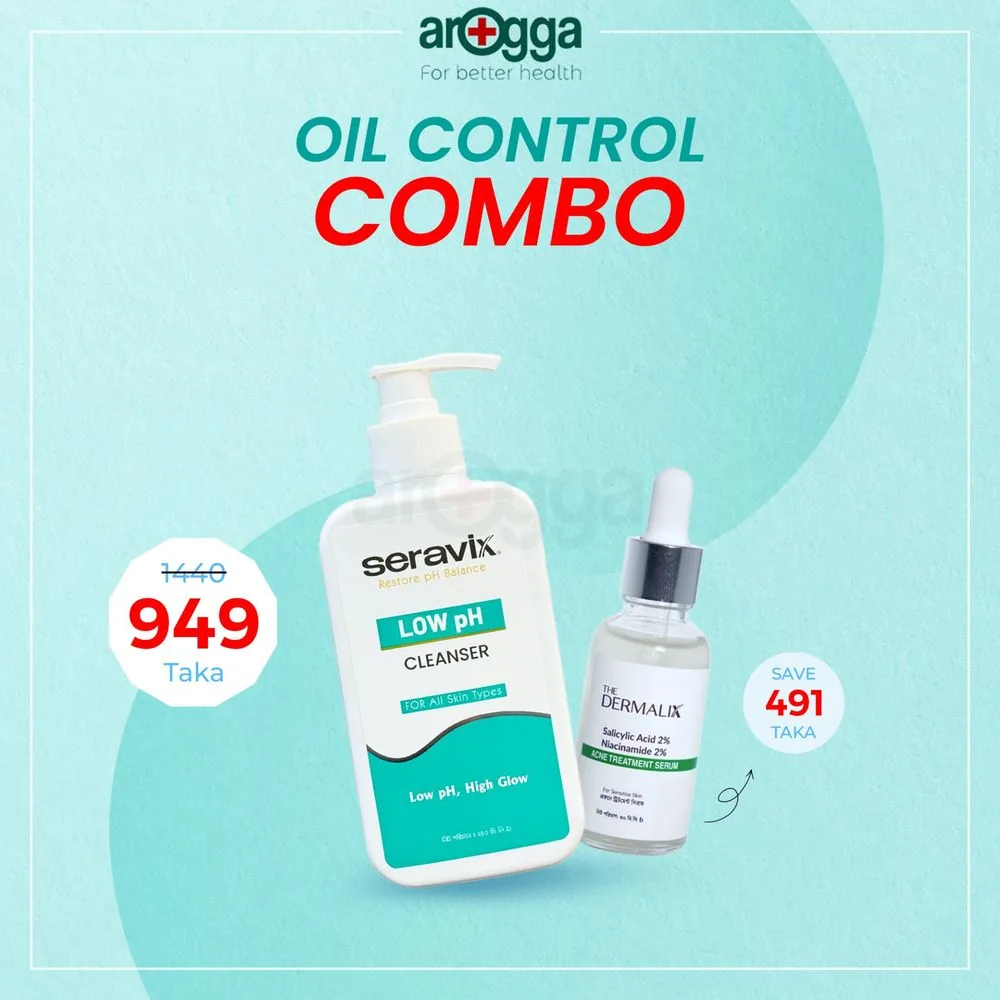 arogga
For better health
OIL CONTROL
COMBO
arogga
1440
949
Taka
seravix
Restore pH Balance
LOW pH
CLEANSER
FOR All Skin Types
Low pH, High Glow
THE
DERMALIX
Salicylic Acid 2%
Niacinamide 2%
ACNE TREATMENT SERUM
For Sensitive Skin
SAVE
491
TAKA